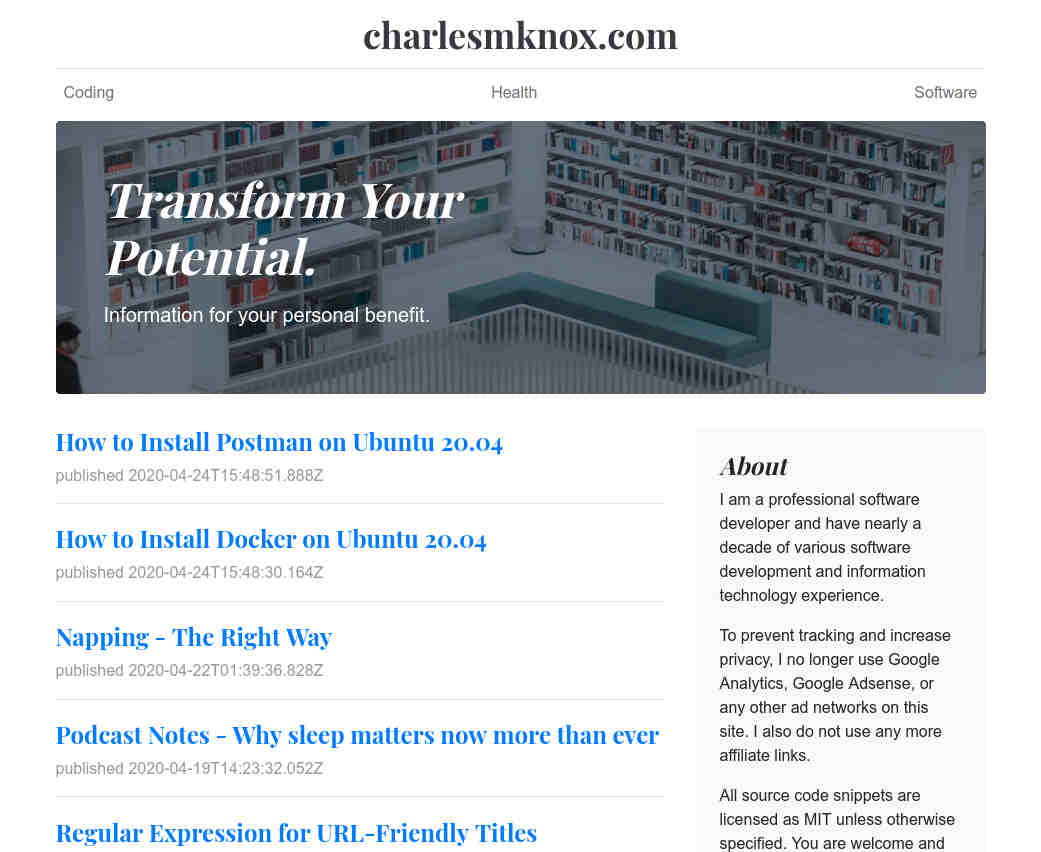 charlesmknox.com
Coding
Health
Software
Transform Your
Potential.
Information for your personal benefit.
How to Install Postman on Ubuntu 20.04
published 2020-04-24T15:48:51.888Z
How to Install Docker on Ubuntu 20.04
published 2020-04-24T15:48:30.164Z
Napping - The Right Way
published 2020-04-22T01:39:36.828Z
Podcast Notes - Why sleep matters now more than ever
published 2020-04-19T14:23:32.052Z
Regular Expression for URL-Friendly Titles
About
I am a professional software
developer and have nearly a
decade of various software
development and information
technology experience.
To prevent tracking and increase
privacy, I no longer use Google
Analytics, Google Adsense, or
any other ad networks on this
site. I also do not use any more
affiliate links.
All source code snippets are
licensed as MIT unless otherwise
specified. You are welcome and